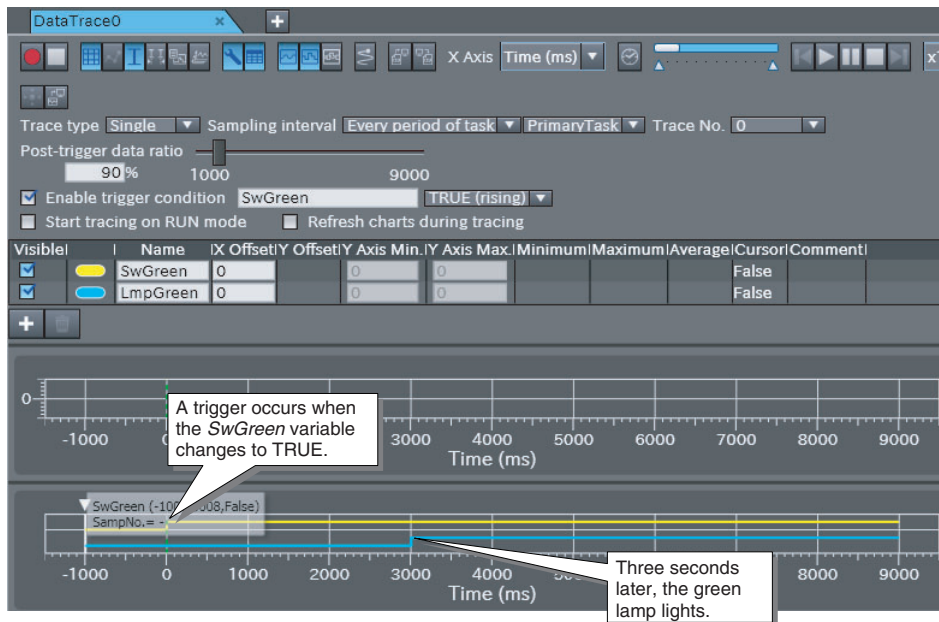 DataTrace0 × +
X Axis Time (ms)
Trace type Single Sampling interval Every period of task PrimaryTask Trace No. 0
Post-trigger data ratio
90 % 1000 9000
Enable trigger condition SwGreen TRUE (rising)
Start tracing on RUN mode Refresh charts during tracing
Visible Name X Offset Y Offset Y Axis Min. Y Axis Max. Minimum Maximum Average Cursor Comment
SwGreen 0 0 0 False
LmpGreen 0 0 0 False
+
0
A trigger occurs when
the SwGreen variable
changes to TRUE.
-1000 3000 4000 5000 6000 7000 8000 9000
Time (ms)
SwGreen (-10 008,False)
SampNo.= -
-1000 0 1000 2000 3000 4000 8000 9000
Time (ms)
Three seconds
later, the green
lamp lights.